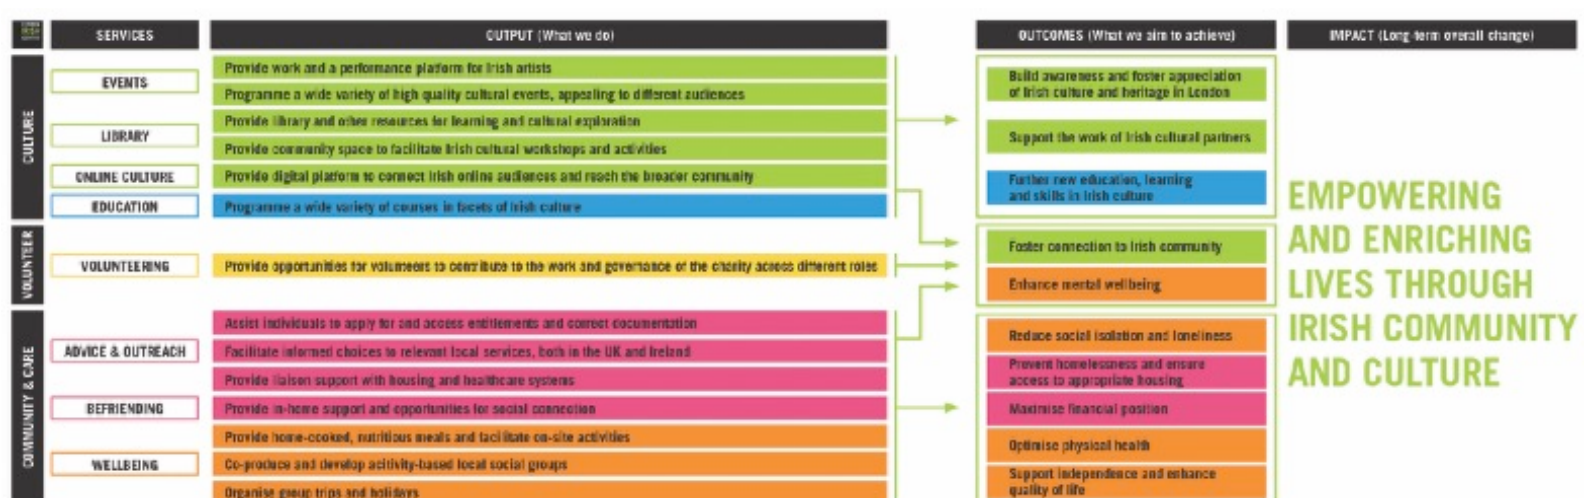 SERVICES
OUTPUT (What we do)
OUTCOMES (What we aim to achieve)
IMPACT (Long-term overall change)
CULTURE
EVENTS
LIBRARY
ONLINE CULTURE
EDUCATION
Provide work and a performance platform for Irish artists
Programme a wide variety of high quality cultural events, appealing to different audiences
Provide library and other resources for learning and cultural exploration
Provide community space to facilitate Irish cultural workshops and activities
Provide digital platform to connect Irish online audiences and reach the broader community
Programme a wide variety of courses in facets of Irish culture
Build awareness and foster appreciation
of Irish culture and heritage in London
Support the work of Irish cultural partners
Further new education, learning
and skills in Irish culture
VOLUNTEER
VOLUNTEERING
Provide opportunities for volunteers to contribute to the work and governance of the charity across different roles
Foster connection to Irish community
Enhance mental wellbeing
COMMUNITY & CARE
ADVICE & OUTREACH
BEFRIENDING
WELLBEING
Assist individuals to apply for and access entitlements and correct documentation
Facilitate informed choices to relevant local services, both in the UK and Ireland
Provide liaison support with housing and healthcare systems
Provide in-home support and opportunities for social connection
Provide home-cooked, nutritious meals and facilitate on-site activities
Co-produce and develop acitivity-based local social groups
Organise group trips and holidays
Reduce social isolation and loneliness
Prevent homelessness and ensure
access to appropriate housing
Maximise financial position
Optimise physical health
Support independence and enhance
quality of life
EMPOWERING
AND ENRICHING
LIVES THROUGH
IRISH COMMUNITY
AND CULTURE